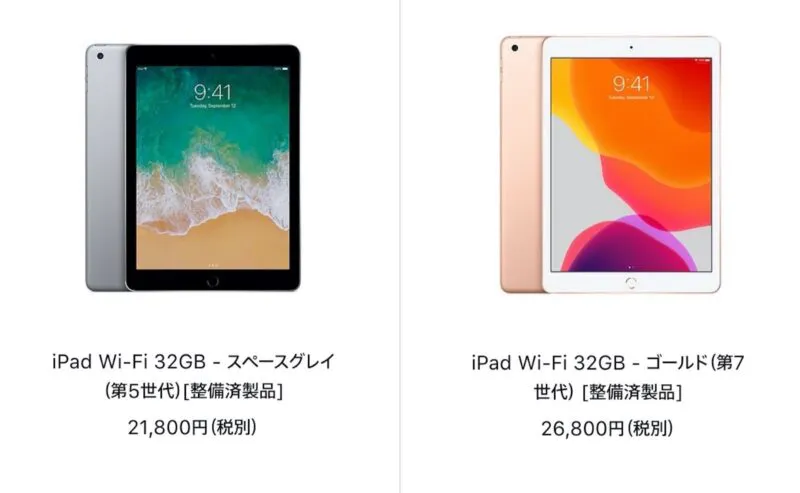 9:41
Tuesday, September 12
9:41
iPad Wi-Fi 32GB - スペースグレイ
(第5世代)[整備済製品]
21,800円(税別)
iPad Wi-Fi 32GB - ゴールド(第7
世代) [整備済製品]
26,800円(税別)